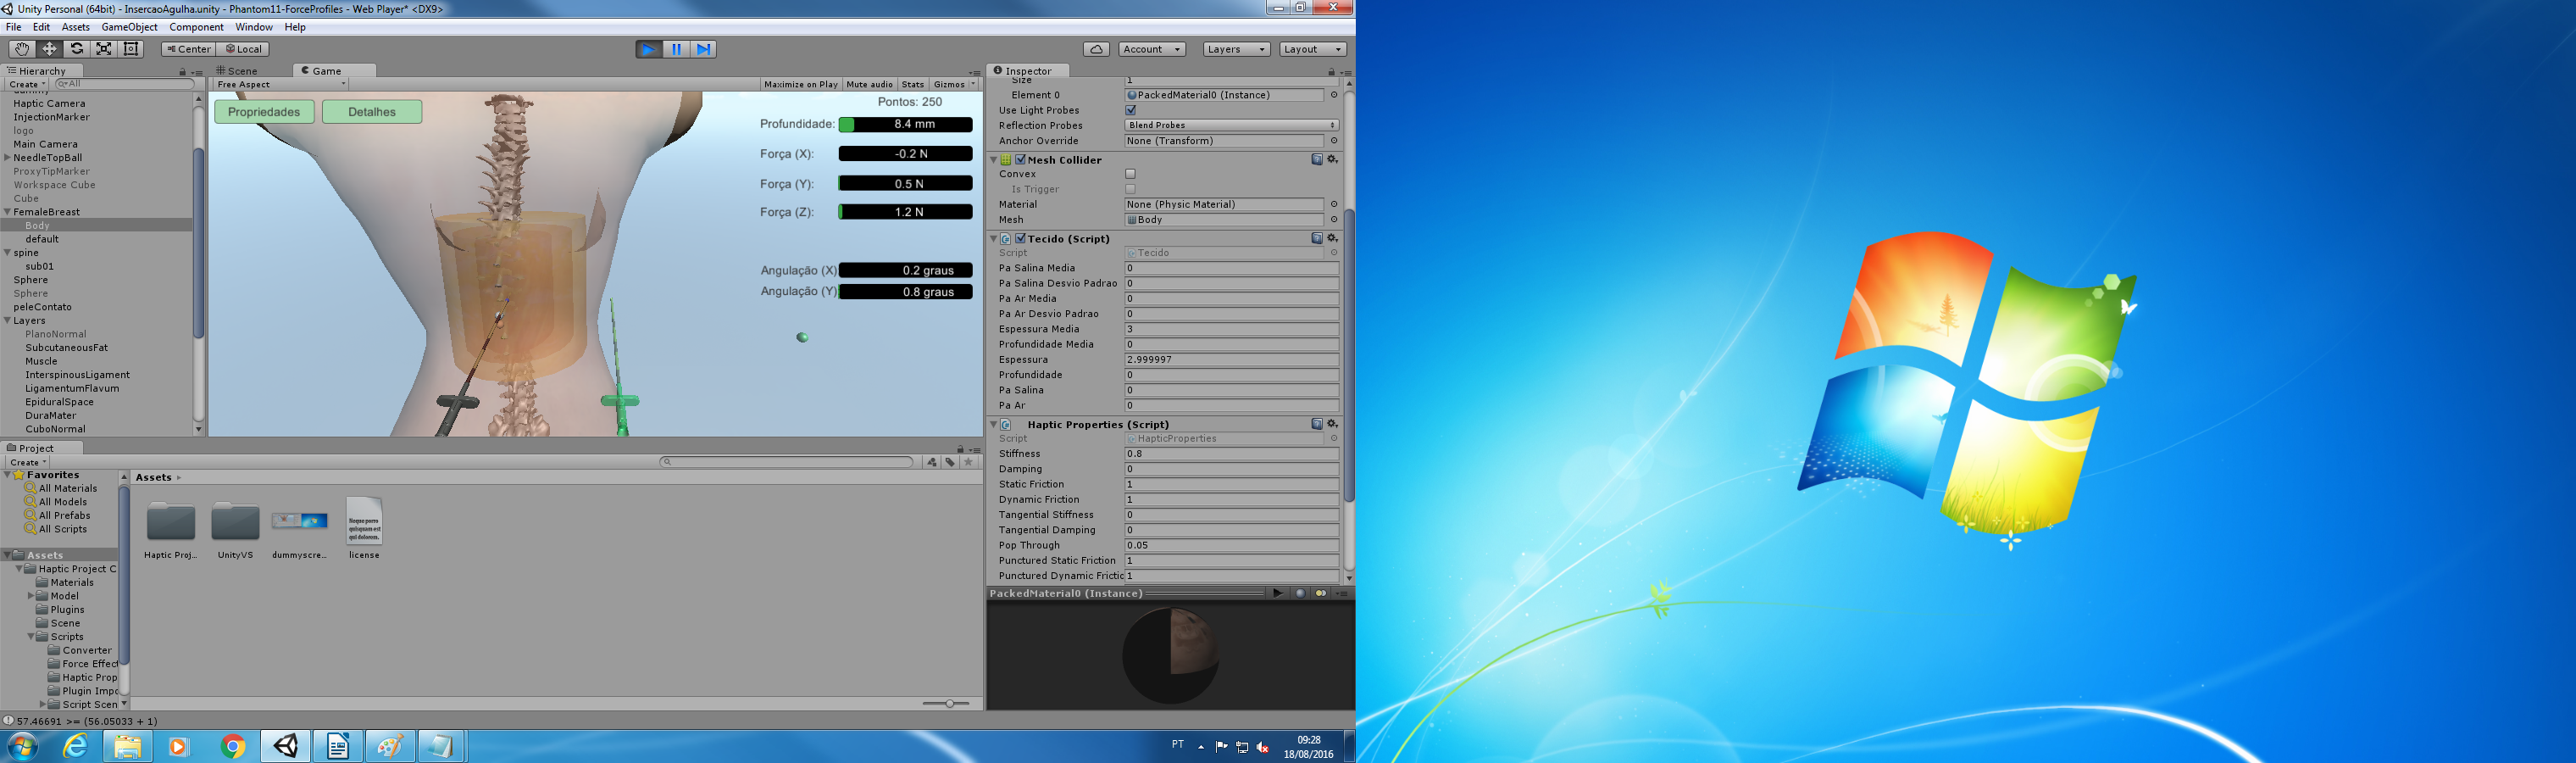 Unity Personal (64bit) - InsercaoAgulha.unity - Phantom11-ForceProfiles - Web Player* <DX9>
File Edit Assets GameObject Component Window Help
Center Local
Account Layers Layout
Hierarchy
Create All
Haptic Camera
InjectionMarker
logo
Main Camera
NeedleTopBall
ProxyTipMarker
Workspace Cube
Cube
FemaleBreast
Body
default
spine
sub01
Sphere
Sphere
peleContato
Layers
PlanoNormal
SubcutaneousFat
Muscle
InterspinousLigament
LigamentumFlavum
EpiduralSpace
DuraMater
CuboNormal
Scene Game
Free Aspect
Maximize on Play Mute audio Stats Gizmos
Propriedades Detalhes
Pontos: 250
Profundidade: 8.4 mm
Força (X): -0.2 N
Força (Y): 0.5 N
Força (Z): 1.2 N
Angulação (X) 0.2 graus
Angulação (Y) 0.8 graus
Inspector
Size 1
Element 0 PackedMaterial0 (Instance)
Use Light Probes
Reflection Probes Blend Probes
Anchor Override None (Transform)
Mesh Collider
Convex
Is Trigger
Material None (Physic Material)
Mesh Body
Tecido (Script)
Script Tecido
Pa Salina Media 0
Pa Salina Desvio Padrao 0
Pa Ar Media 0
Pa Ar Desvio Padrao 0
Espessura Media 3
Profundidade Media 0
Espessura 2.999997
Profundidade 0
Pa Salina 0
Pa Ar 0
Haptic Properties (Script)
Script HapticProperties
Stiffness 0.8
Damping 0
Static Friction 1
Dynamic Friction 1
Tangential Stiffness 0
Tangential Damping 0
Pop Through 0.05
Punctured Static Friction 1
Punctured Dynamic Frictic 1
PackedMaterial0 (Instance)
Project
Create
Favorites
All Materials
All Models
All Prefabs
All Scripts
Assets
Haptic Project C
Materials
Model
Plugins
Scene
Scripts
Converter
Force Effect
Haptic Prop
Plugin Impo
Script Scen
Assets
Haptic Proj... UnityVS dummyscre... license
57.46691 >= (56.05033 + 1)
PT
09:28
18/08/2016